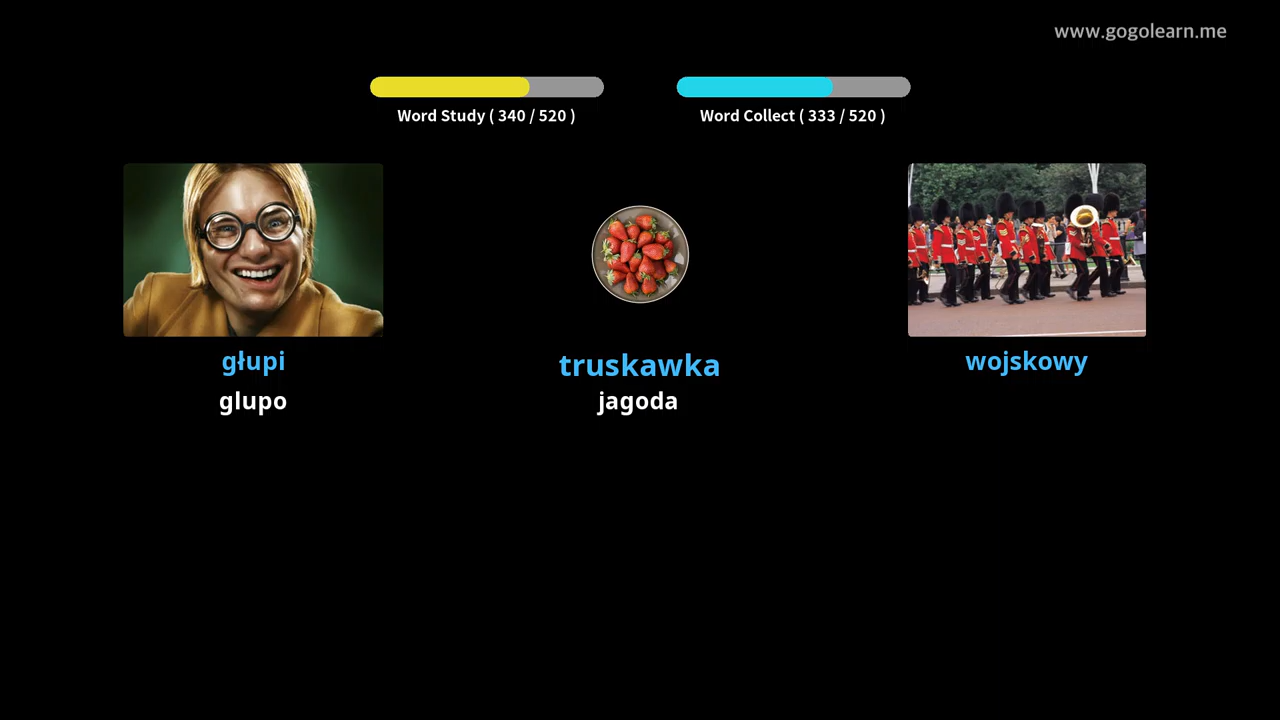 www.gogolearn.me
Word Study ( 340 / 520 )
Word Collect ( 333 / 520 )
głupi
truskawka
wojskowy
glupo
jagoda